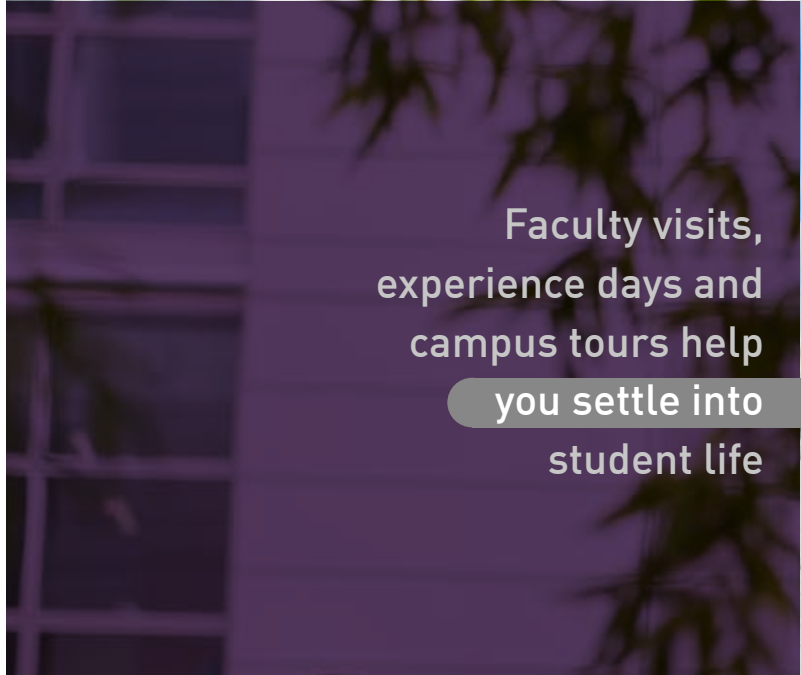 Faculty visits,
experience days and
campus tours help
you settle into
student life